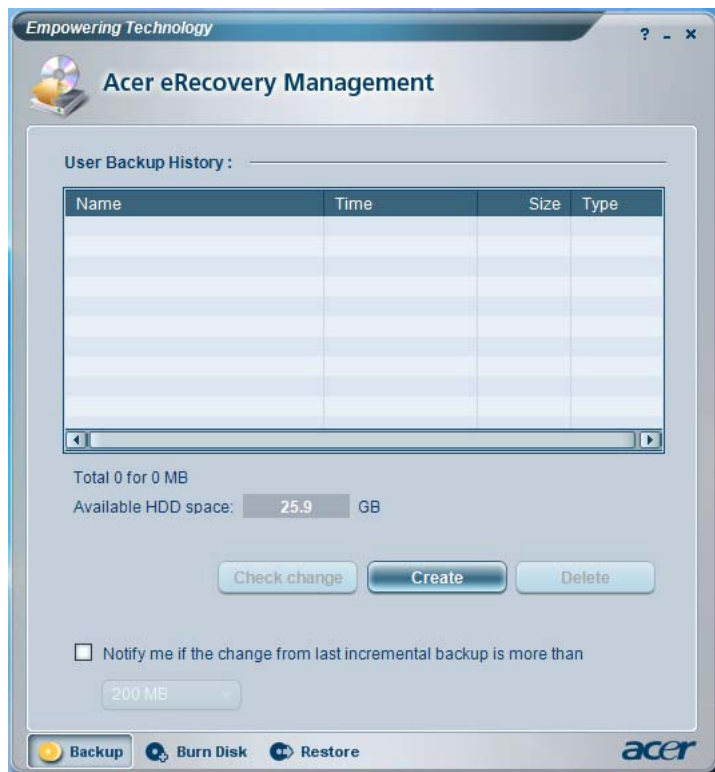 Empowering Technology
? - ×
Acer eRecovery Management
User Backup History :
Name Time Size Type
Total 0 for 0 MB
Available HDD space: 25.9 GB
Check change Create Delete
Notify me if the change from last incremental backup is more than
200 MB
Backup Burn Disk Restore acer